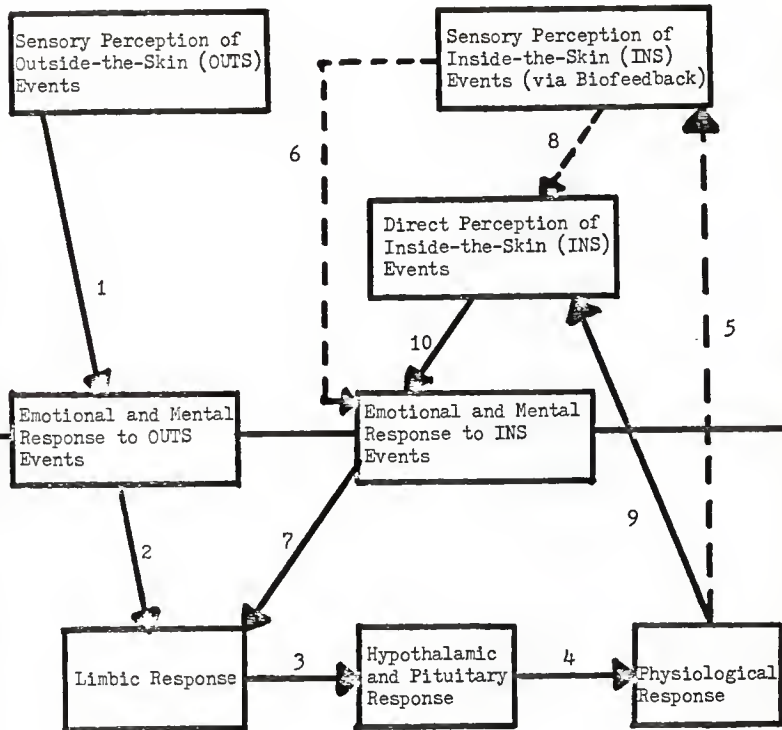 Sensory Perception of
Outside-the-Skin (OUTS)
Events
Sensory Perception of
Inside-the-Skin (INS)
Events (via Biofeedback)
6
8
Direct Perception of
Inside-the-Skin (INS)
Events
1
10
5
Emotional and Mental
Response to OUTS
Events
Emotional and Mental
Response to INS
Events
2
7
9
Limbic Response
3
Hypothalamic
and Pituitary
Response
4
Physiological
Response